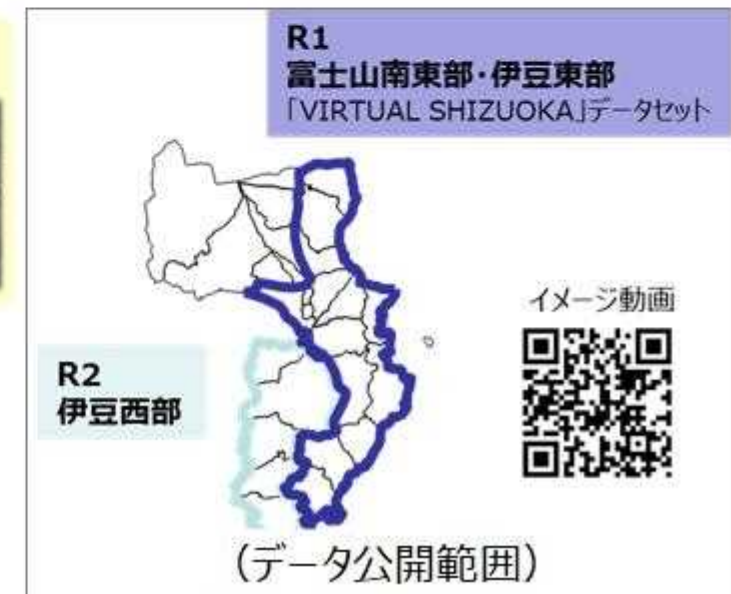 R1
富士山南東部・伊豆東部
「VIRTUAL SHIZUOKA」データセット
イメージ動画
R2
伊豆西部
(データ公開範囲)